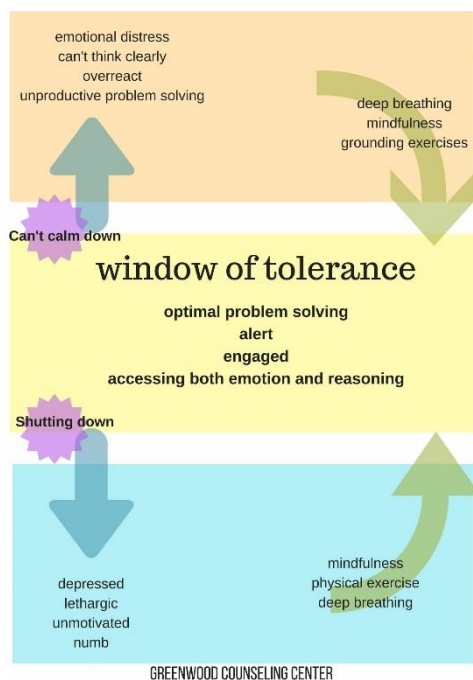 emotional distress
can't think clearly
overreact
unproductive problem solving
deep breathing
mindfulness
grounding exercises
Can't calm down
window of tolerance
optimal problem solving
alert
engaged
accessing both emotion and reasoning
Shutting down
depressed
lethargic
unmotivated
numb
mindfulness
physical exercise
deep breathing
GREENWOOD COUNSELING CENTER